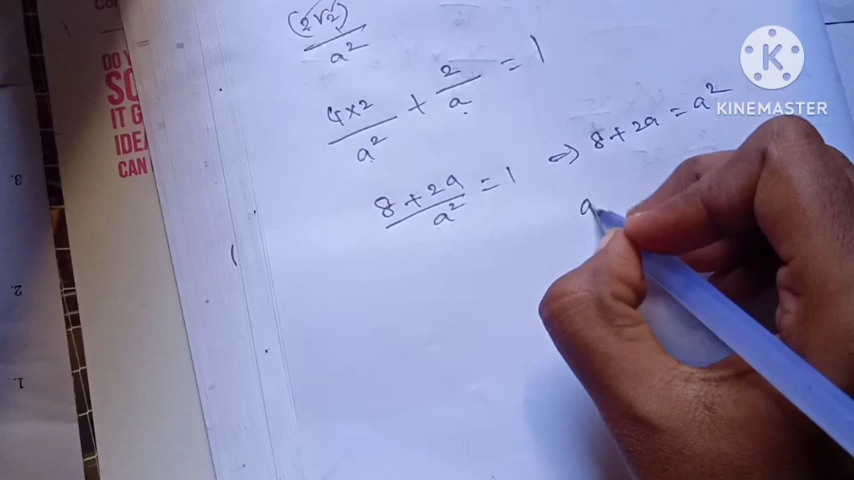 (2√2)
a²
4×2/a² + 2/a = 1
8+2a/a² = 1 => 8+2a = a²
a
DO Y
SO
IT G
IDEA
CAN
3.
2.
1.
K
KINEMASTER